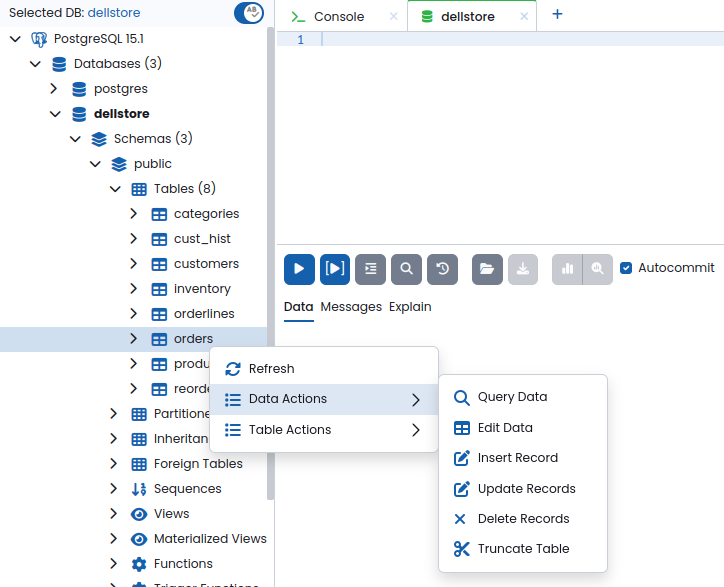 Selected DB: dellstore
AB
PostgreSQL 15.1
Databases (3)
postgres
dellstore
Schemas (3)
public
Tables (8)
categories
cust_hist
customers
inventory
orderlines
orders
produ
reorde
Partitione
Inheritan
Foreign Tables
Sequences
Views
Materialized Views
Functions
Trigger Functions
Console
dellstore
1
Autocommit
Data Messages Explain
Refresh
Data Actions
Table Actions
Query Data
Edit Data
Insert Record
Update Records
Delete Records
Truncate Table